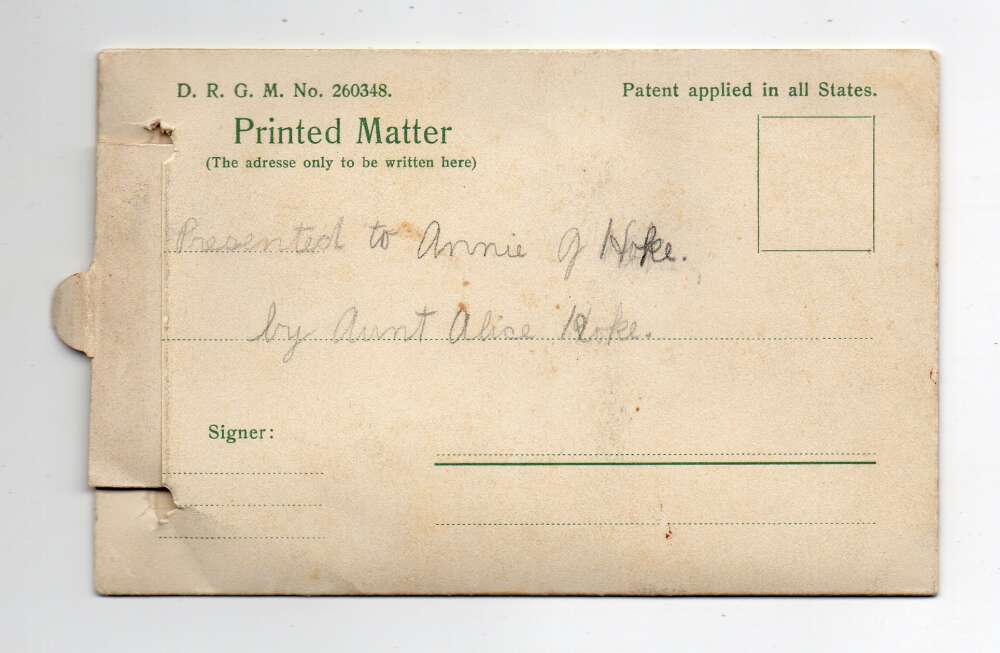 D. R. G. M. No. 260348.
Patent applied in all States.
Printed Matter
(The adresse only to be written here)
Presented to Annie G Hoke.
by Aunt Alice Hoke.
Signer: